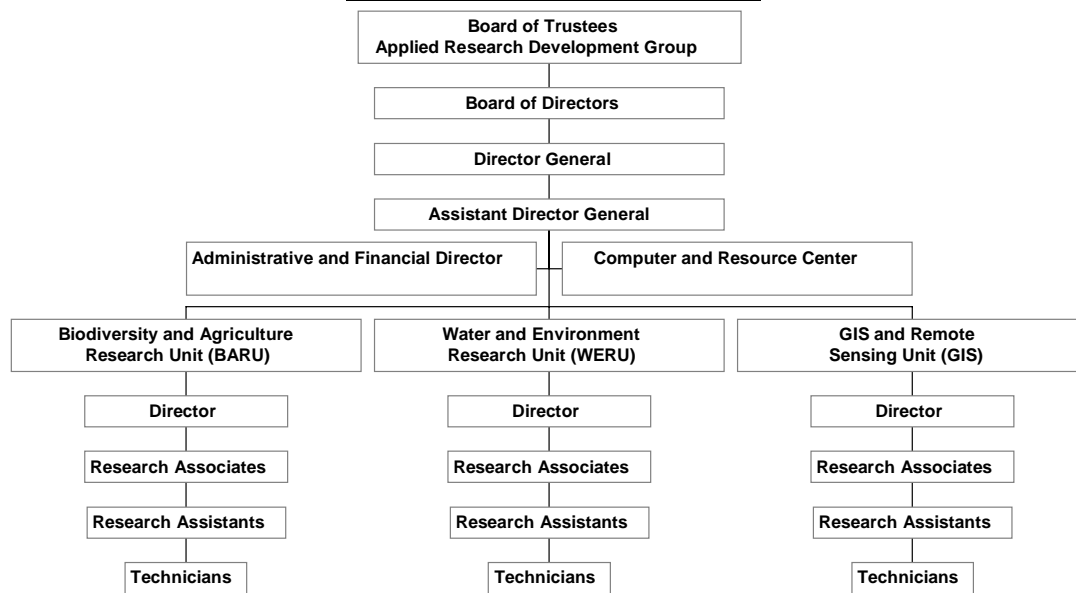 Board of Trustees
Applied Research Development Group
Board of Directors
Director General
Assistant Director General
Administrative and Financial Director
Computer and Resource Center
Biodiversity and Agriculture
Research Unit (BARU)
Water and Environment
Research Unit (WERU)
GIS and Remote
Sensing Unit (GIS)
Director
Director
Director
Research Associates
Research Associates
Research Associates
Research Assistants
Research Assistants
Research Assistants
Technicians
Technicians
Technicians